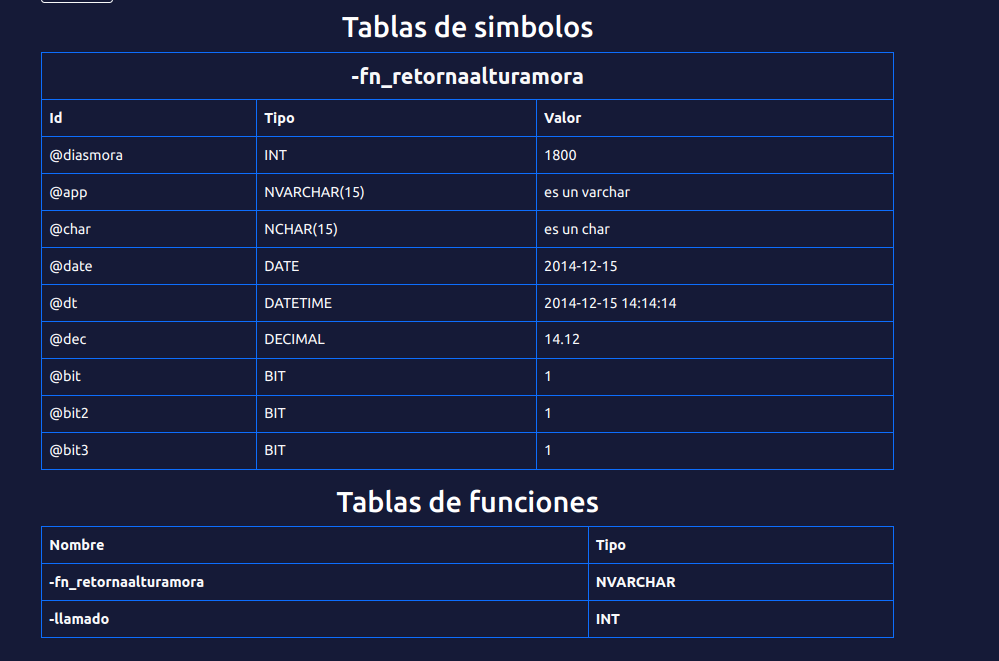 Tablas de simbolos
-fn_retornaalturamora
Id Tipo Valor
@diasmora INT 1800
@app NVARCHAR(15) es un varchar
@char NCHAR(15) es un char
@date DATE 2014-12-15
@dt DATETIME 2014-12-15 14:14:14
@dec DECIMAL 14.12
@bit BIT 1
@bit2 BIT 1
@bit3 BIT 1
Tablas de funciones
Nombre Tipo
-fn_retornaalturamora NVARCHAR
-llamado INT